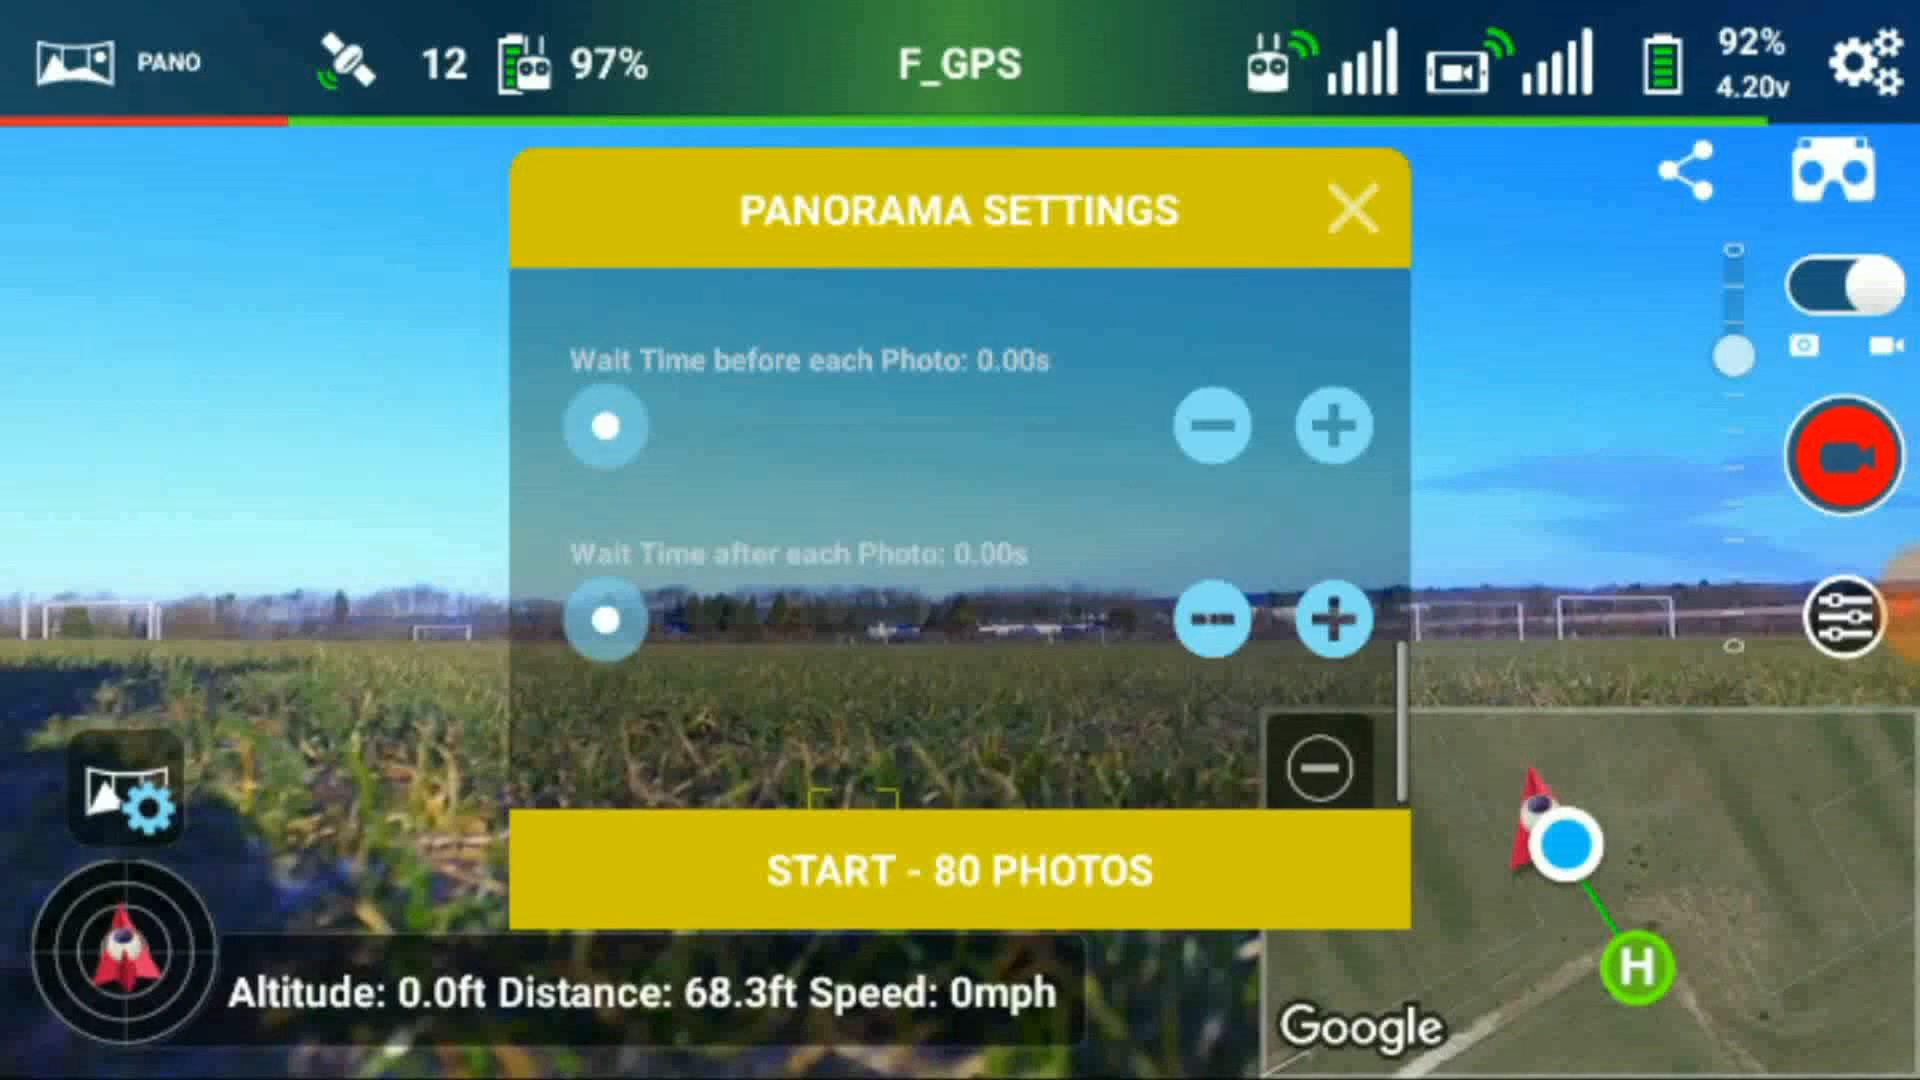 PANO
12
97%
F_GPS
92%
4.20v
PANORAMA SETTINGS
Wait Time before each Photo: 0.00s
Wait Time after each Photo: 0.00s
START - 80 PHOTOS
H
Altitude: 0.0ft Distance: 68.3ft Speed: 0mph
Google